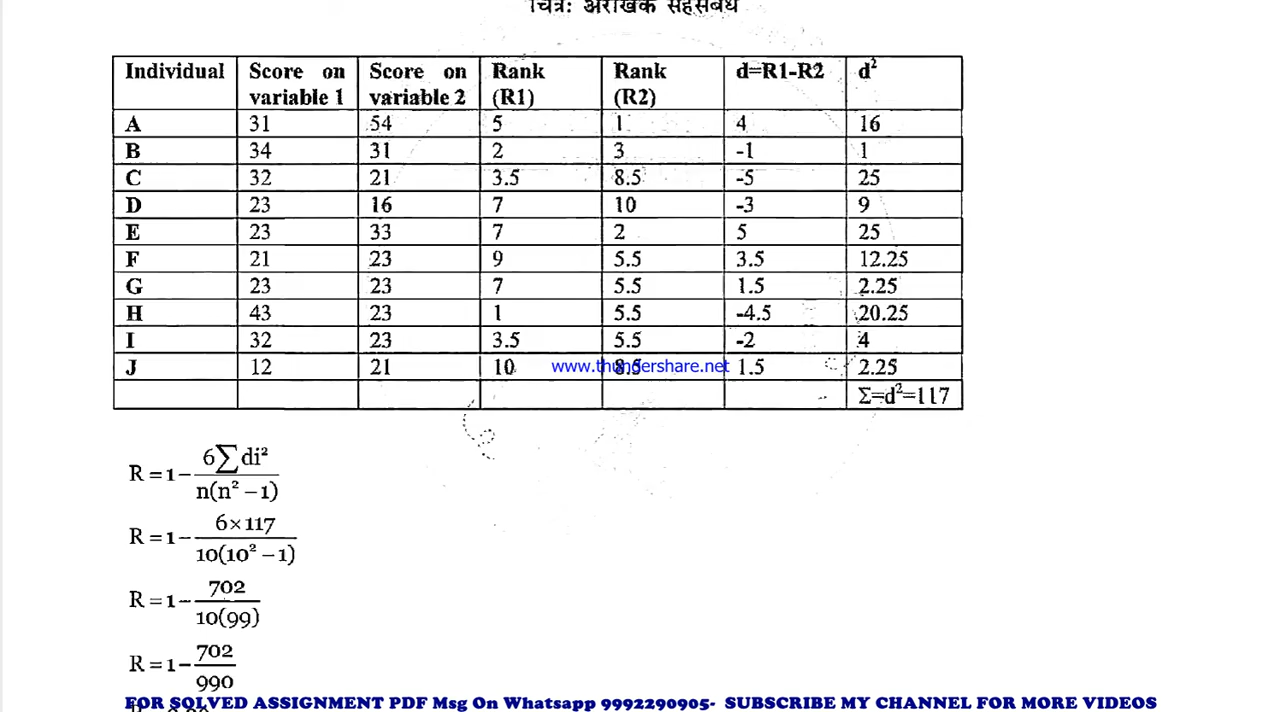 चित्र: अरेखिक सहसंबंध
Individual Score on variable 1 Score on variable 2 Rank (R1) Rank (R2) d=R1-R2 d²
A 31 54 5 1 4 16
B 34 31 2 3 -1 1
C 32 21 3.5 8.5 -5 25
D 23 16 7 10 -3 9
E 23 33 7 2 5 25
F 21 23 9 5.5 3.5 12.25
G 23 23 7 5.5 1.5 2.25
H 43 23 1 5.5 -4.5 20.25
I 32 23 3.5 5.5 -2 4
J 12 21 10 8.5 1.5 2.25
www.thundershare.net
Σ=d²=117
R = 1- 6∑di² / n(n² -1)
R = 1- 6×117 / 10(10² -1)
R = 1- 702 / 10(99)
R = 1- 702 / 990
FOR SOLVED ASSIGNMENT PDF Msg On Whatsapp 9992290905- SUBSCRIBE MY CHANNEL FOR MORE VIDEOS